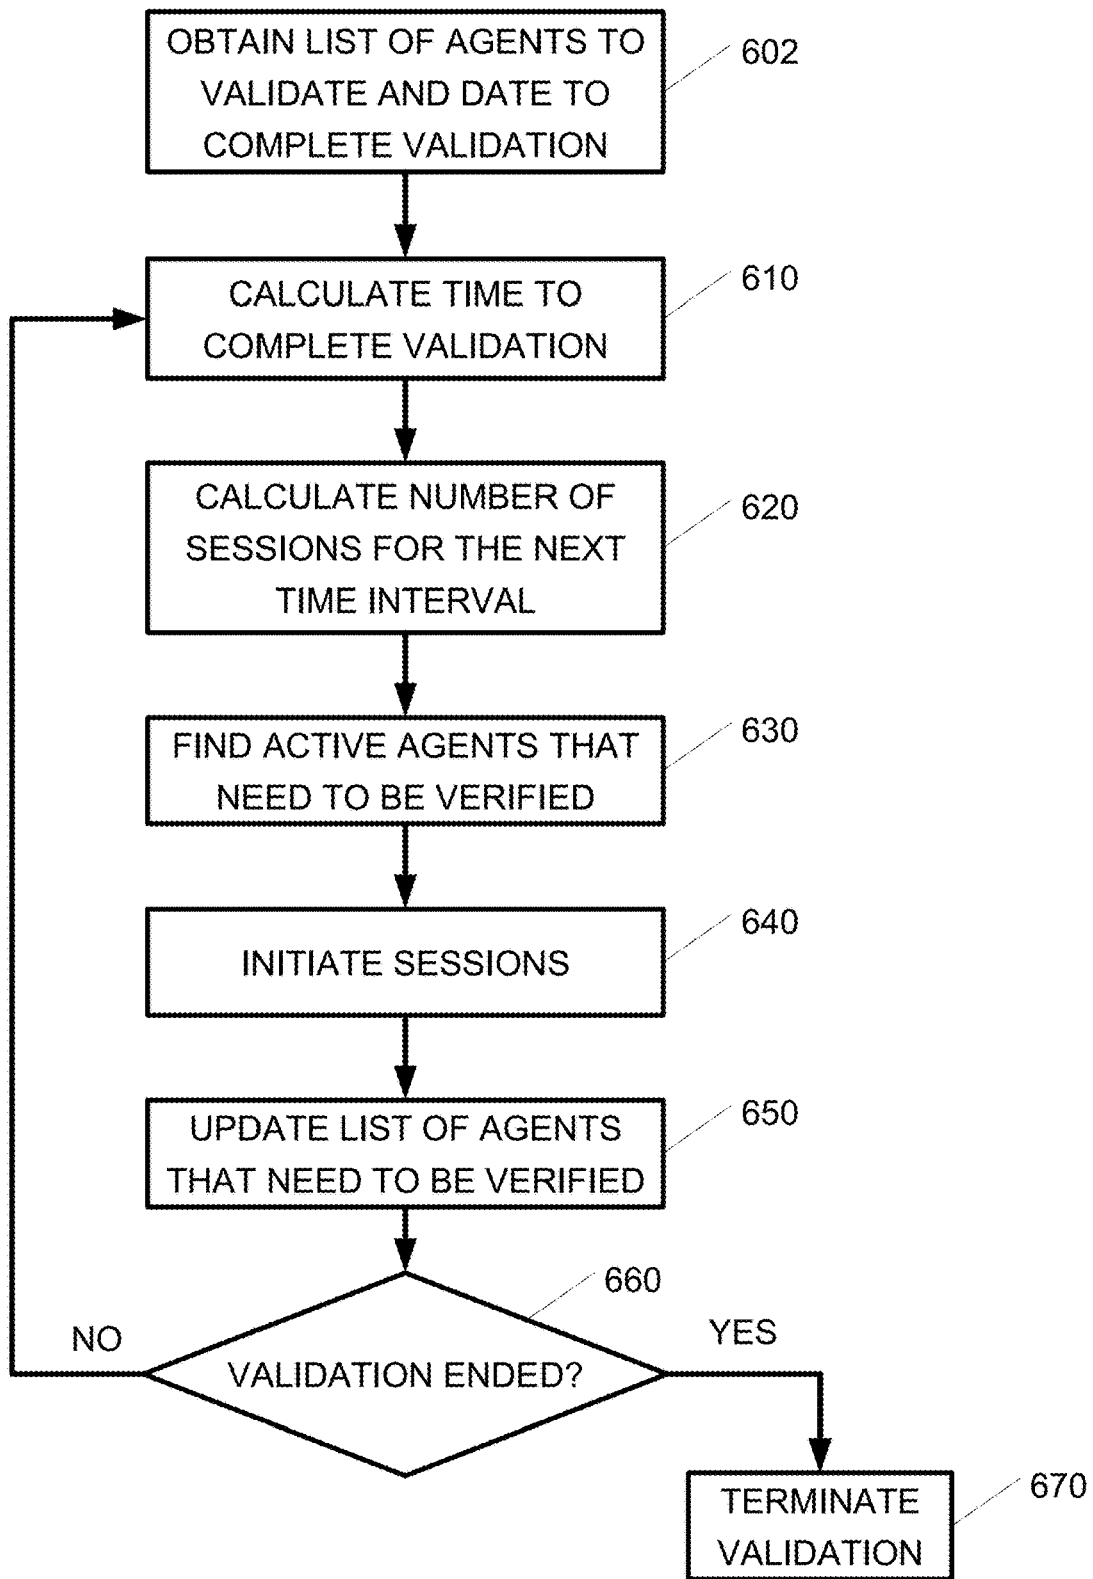 OBTAIN LIST OF AGENTS TO
VALIDATE AND DATE TO
COMPLETE VALIDATION
602
CALCULATE TIME TO
COMPLETE VALIDATION
610
CALCULATE NUMBER OF
SESSIONS FOR THE NEXT
TIME INTERVAL
620
FIND ACTIVE AGENTS THAT
NEED TO BE VERIFIED
630
INITIATE SESSIONS
640
UPDATE LIST OF AGENTS
THAT NEED TO BE VERIFIED
650
VALIDATION ENDED?
660
NO
YES
TERMINATE
VALIDATION
670